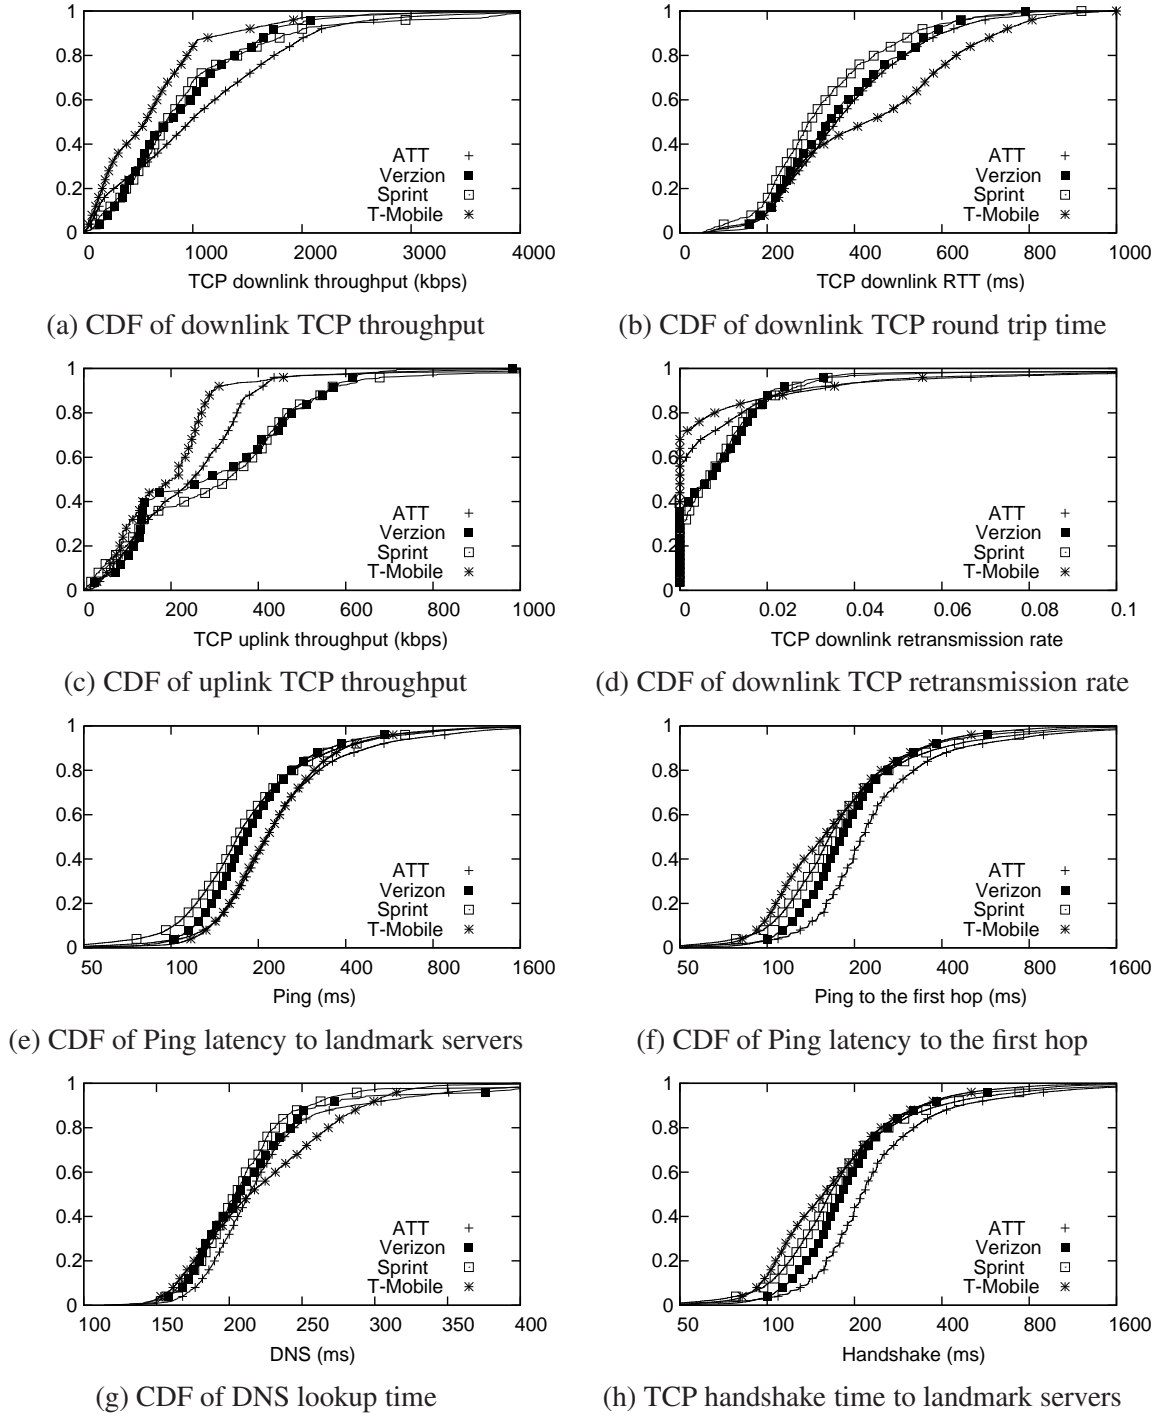 1
0.8
0.6
0.4
0.2
0
ATT
Verzion
Sprint
T-Mobile
0 1000 2000 3000 4000
TCP downlink throughput (kbps)
(a) CDF of downlink TCP throughput
1
0.8
0.6
0.4
0.2
0
ATT
Verzion
Sprint
T-Mobile
0 200 400 600 800 1000
TCP downlink RTT (ms)
(b) CDF of downlink TCP round trip time
1
0.8
0.6
0.4
0.2
0
ATT
Verzion
Sprint
T-Mobile
0 200 400 600 800 1000
TCP uplink throughput (kbps)
(c) CDF of uplink TCP throughput
1
0.8
0.6
0.4
0.2
0
ATT
Verzion
Sprint
T-Mobile
0 0.02 0.04 0.06 0.08 0.1
TCP downlink retransmission rate
(d) CDF of downlink TCP retransmission rate
1
0.8
0.6
0.4
0.2
0
ATT
Verizon
Sprint
T-Mobile
50 100 200 400 800 1600
Ping (ms)
(e) CDF of Ping latency to landmark servers
1
0.8
0.6
0.4
0.2
0
ATT
Verizon
Sprint
T-Mobile
50 100 200 400 800 1600
Ping to the first hop (ms)
(f) CDF of Ping latency to the first hop
1
0.8
0.6
0.4
0.2
0
ATT
Verizon
Sprint
T-Mobile
100 150 200 250 300 350 400
DNS (ms)
(g) CDF of DNS lookup time
1
0.8
0.6
0.4
0.2
0
ATT
Verizon
Sprint
T-Mobile
50 100 200 400 800 1600
Handshake (ms)
(h) TCP handshake time to landmark servers